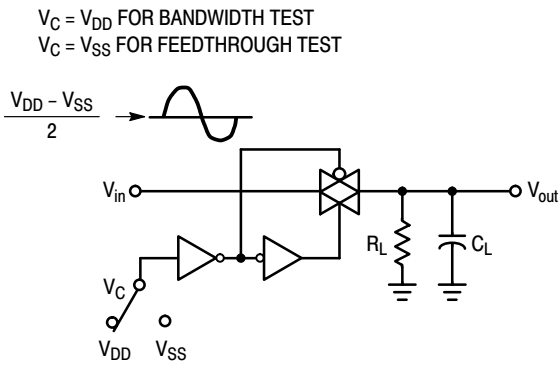 V_C = V_DD FOR BANDWIDTH TEST
V_C = V_SS FOR FEEDTHROUGH TEST
V_DD – V_SS
2
V_in
V_out
R_L
C_L
V_C
V_DD
V_SS